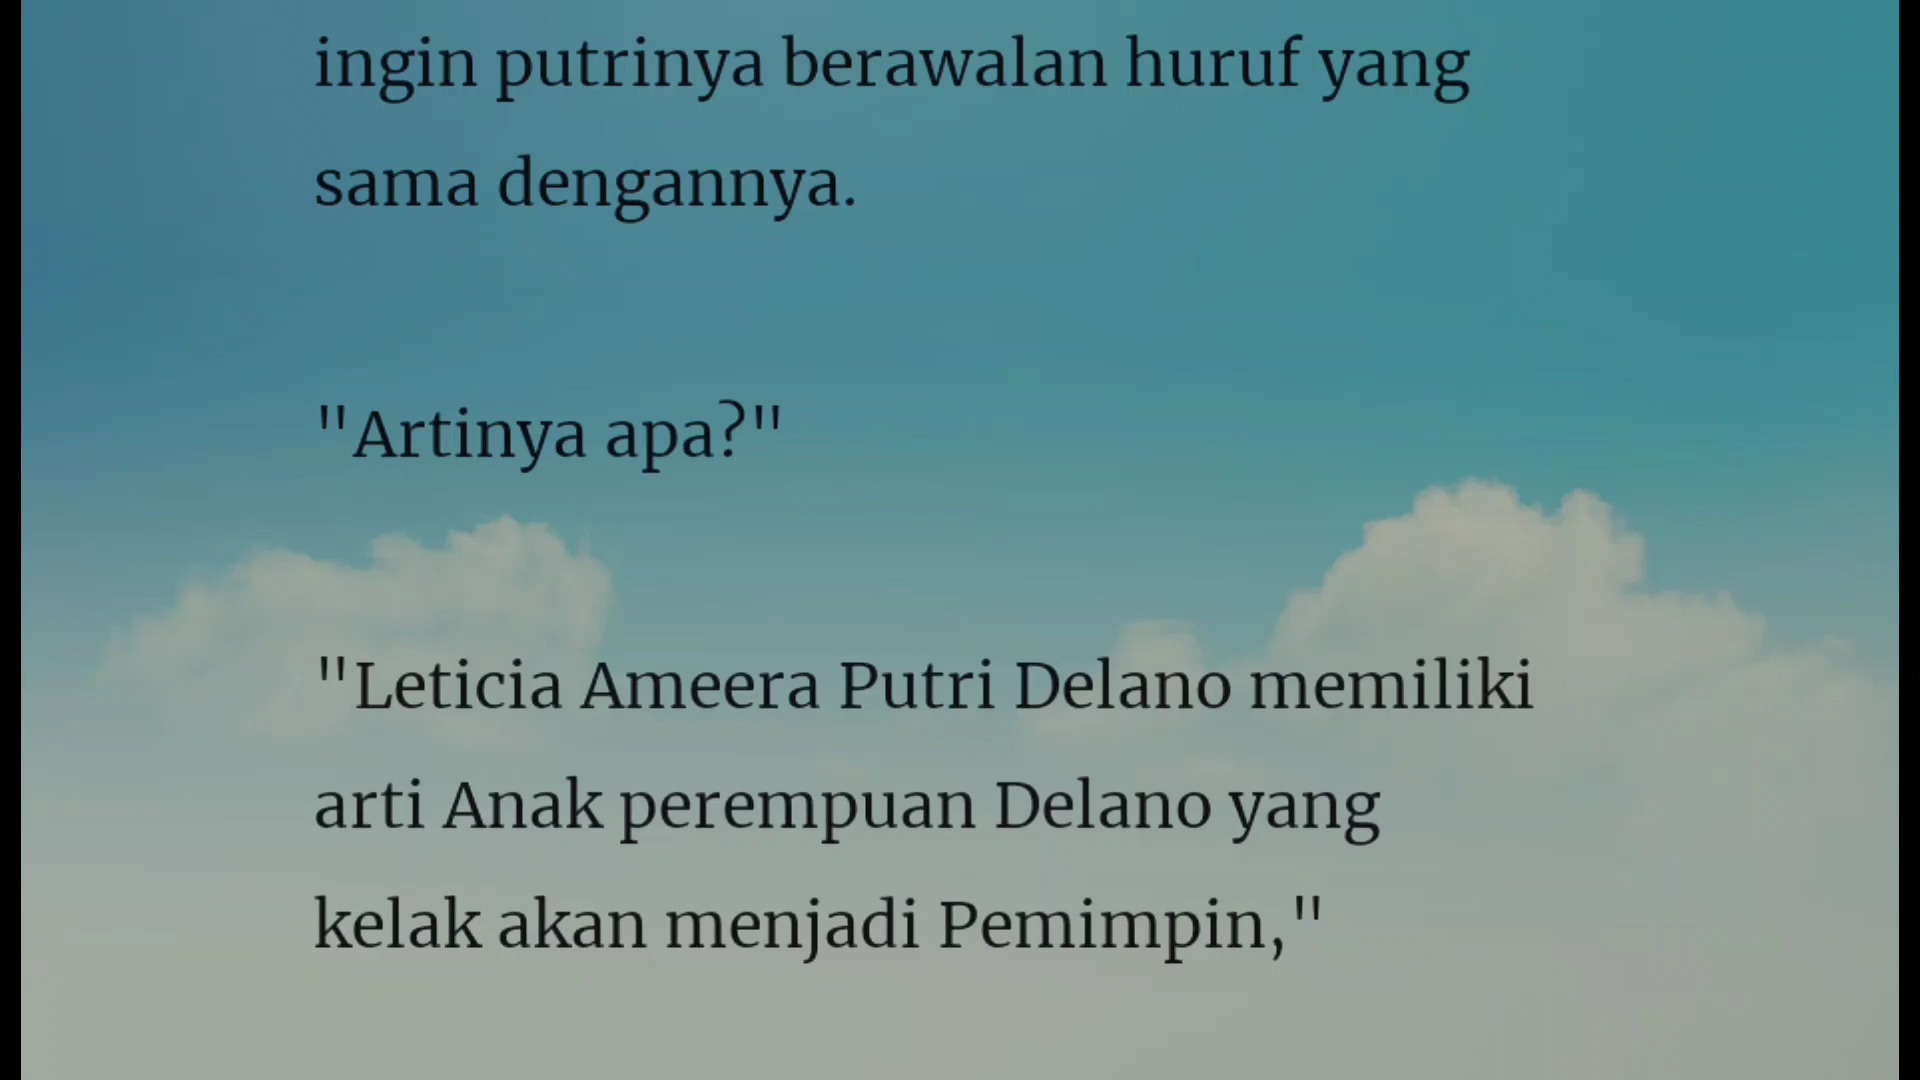 ingin putrinya berawalan huruf yang
sama dengannya.
"Artinya apa?"
"Leticia Ameera Putri Delano memiliki
arti Anak perempuan Delano yang
kelak akan menjadi Pemimpin,"